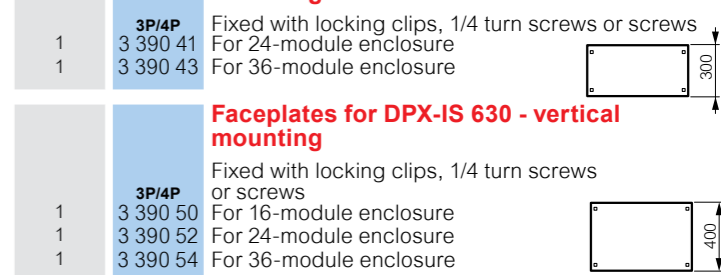 3P/4P Fixed with locking clips, 1/4 turn screws or screws
1 3 390 41 For 24-module enclosure
1 3 390 43 For 36-module enclosure
300
Faceplates for DPX-IS 630 - vertical
mounting
Fixed with locking clips, 1/4 turn screws
3P/4P or screws
1 3 390 50 For 16-module enclosure
1 3 390 52 For 24-module enclosure
1 3 390 54 For 36-module enclosure
400